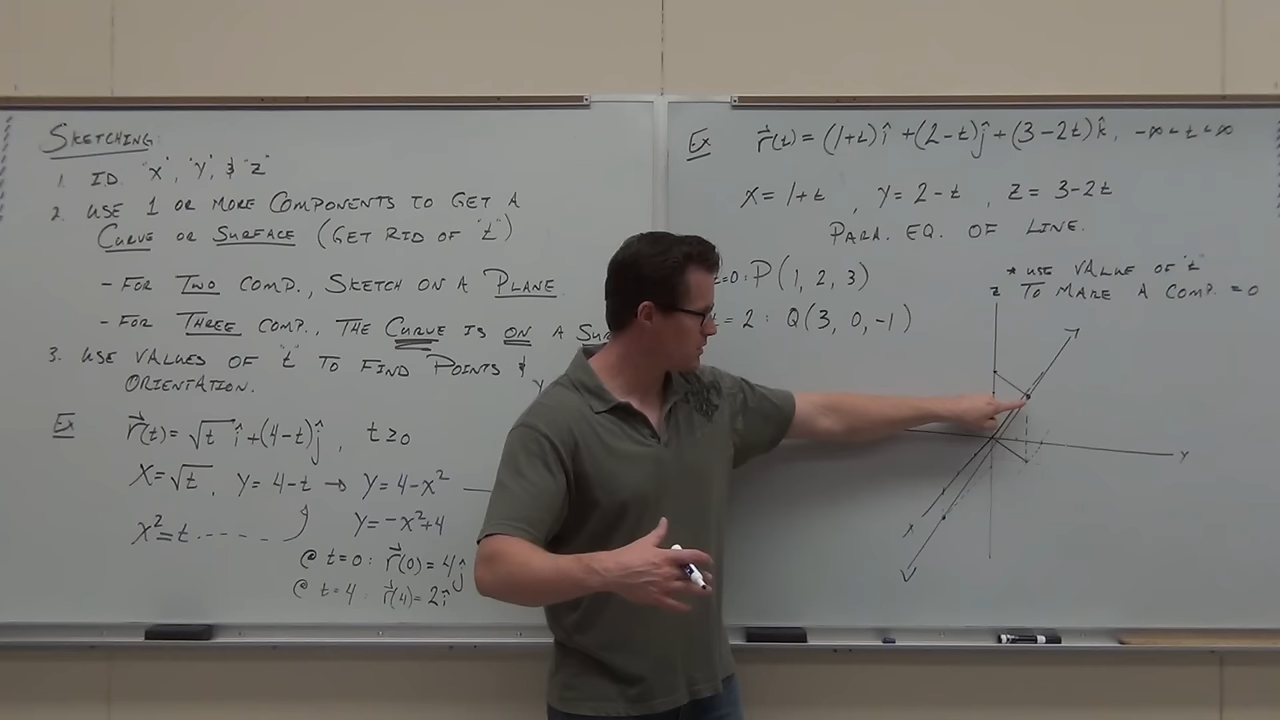 SKETCHING:
1. ID "X", "Y", & "Z"
2. USE 1 OR MORE COMPONENTS TO GET A
CURVE OR SURFACE (GET RID OF "t")
- FOR TWO COMP., SKETCH ON A PLANE
- FOR THREE COMP., THE CURVE IS ON A
3. USE VALUES OF "t" TO FIND POINTS &
ORIENTATION.
Ex r⃗(t) = √t î + (4-t)ĵ, t ≥ 0
X = √t, Y = 4-t → Y = 4-X²
X² = t Y = -X²+4
@ t=0 : r⃗(0) = 4ĵ
@ t=4 : r⃗(4) = 2î
Y
Ex r⃗(t) = (1+t)î + (2-t)ĵ + (3-2t)k̂, -∞ < t < ∞
X = 1+t, Y = 2-t, Z = 3-2t
PARA. EQ. OF LINE.
t=0 : P(1, 2, 3)
= 2 : Q(3, 0, -1)
* USE VALUE OF "t"
TO MAKE A COMP. = 0
Z
Y
X